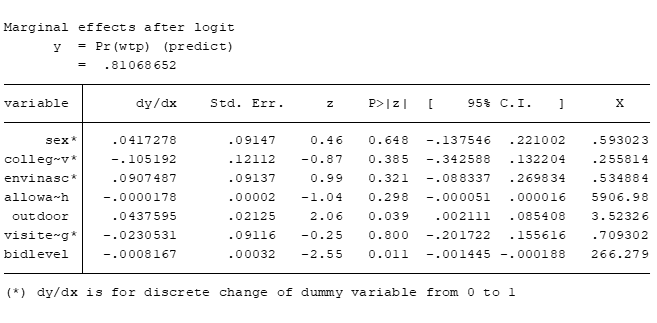 Marginal effects after logit
y = Pr(wtp) (predict)
= .81068652
variable dy/dx Std. Err. z P>|z| [ 95% C.I. ] X
sex* .0417278 .09147 0.46 0.648 -.137546 .221002 .593023
colleg~v* -.105192 .12112 -0.87 0.385 -.342588 .132204 .255814
envinasc* .0907487 .09137 0.99 0.321 -.088337 .269834 .534884
allowa~h -.0000178 .00002 -1.04 0.298 -.000051 .000016 5906.98
outdoor .0437595 .02125 2.06 0.039 .002111 .085408 3.52326
visite~g* -.0230531 .09116 -0.25 0.800 -.201722 .155616 .709302
bidlevel -.0008167 .00032 -2.55 0.011 -.001445 -.000188 266.279
(*) dy/dx is for discrete change of dummy variable from 0 to 1